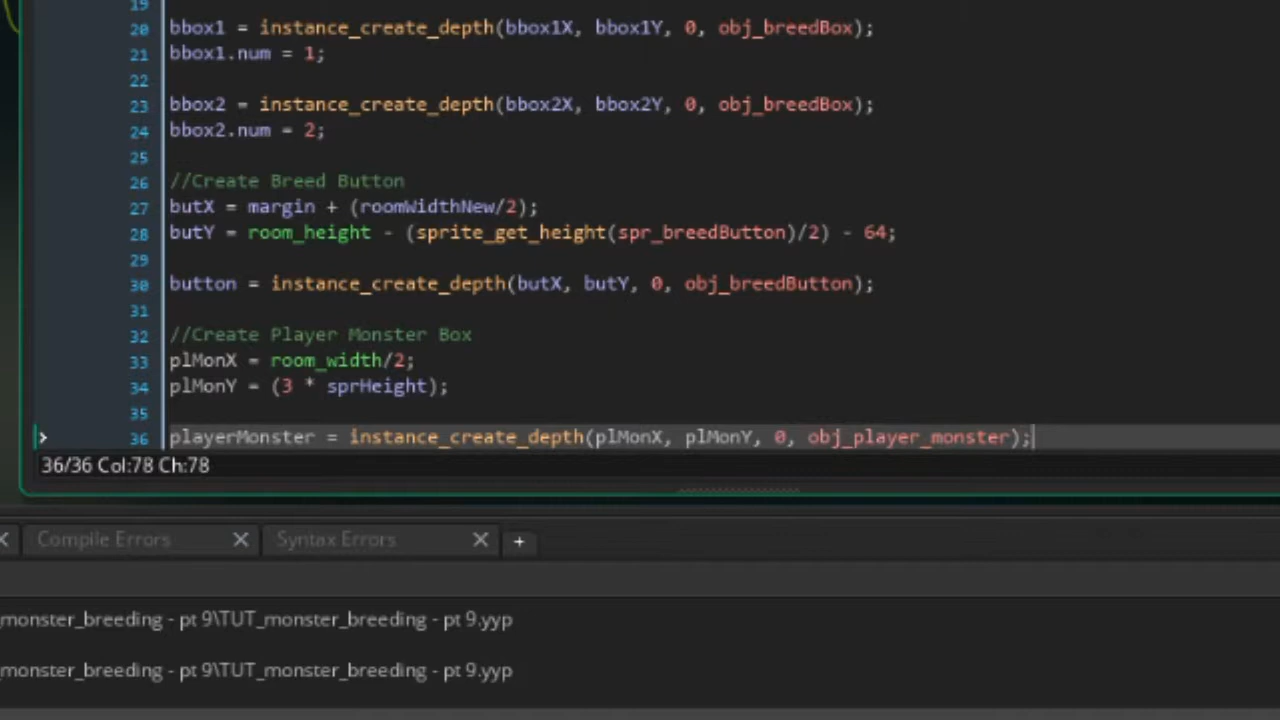 19
20 bbox1 = instance_create_depth(bbox1X, bbox1Y, 0, obj_breedBox);
21 bbox1.num = 1;
22
23 bbox2 = instance_create_depth(bbox2X, bbox2Y, 0, obj_breedBox);
24 bbox2.num = 2;
25
26 //Create Breed Button
27 butX = margin + (roomWidthNew/2);
28 butY = room_height - (sprite_get_height(spr_breedButton)/2) - 64;
29
30 button = instance_create_depth(butX, butY, 0, obj_breedButton);
31
32 //Create Player Monster Box
33 plMonX = room_width/2;
34 plMonY = (3 * sprHeight);
35
36 playerMonster = instance_create_depth(plMonX, plMonY, 0, obj_player_monster);
36/36 Col:78 Ch:78
Compile Errors Syntax Errors +
_monster_breeding - pt 9\TUT_monster_breeding - pt 9.yyp
_monster_breeding - pt 9\TUT_monster_breeding - pt 9.yyp